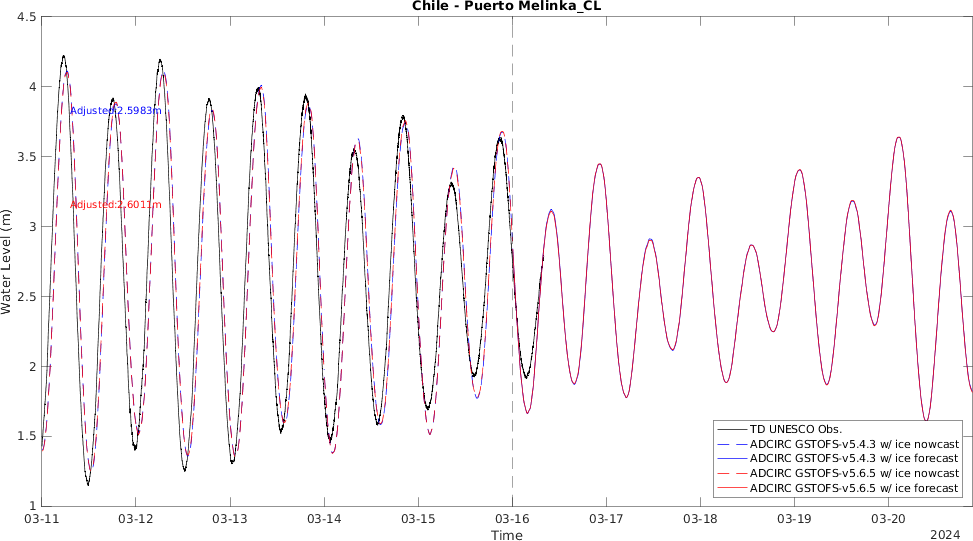 Chile - Puerto Melinka_CL
4.5
4
3.5
3
2.5
2
1.5
1
Water Level (m)
Adjusted:2.5983m
Adjusted:2.6011m
TD UNESCO Obs.
ADCIRC GSTOFS-v5.4.3 w/ ice nowcast
ADCIRC GSTOFS-v5.4.3 w/ ice forecast
ADCIRC GSTOFS-v5.6.5 w/ ice nowcast
ADCIRC GSTOFS-v5.6.5 w/ ice forecast
03-11 03-12 03-13 03-14 03-15 03-16 03-17 03-18 03-19 03-20
Time
2024